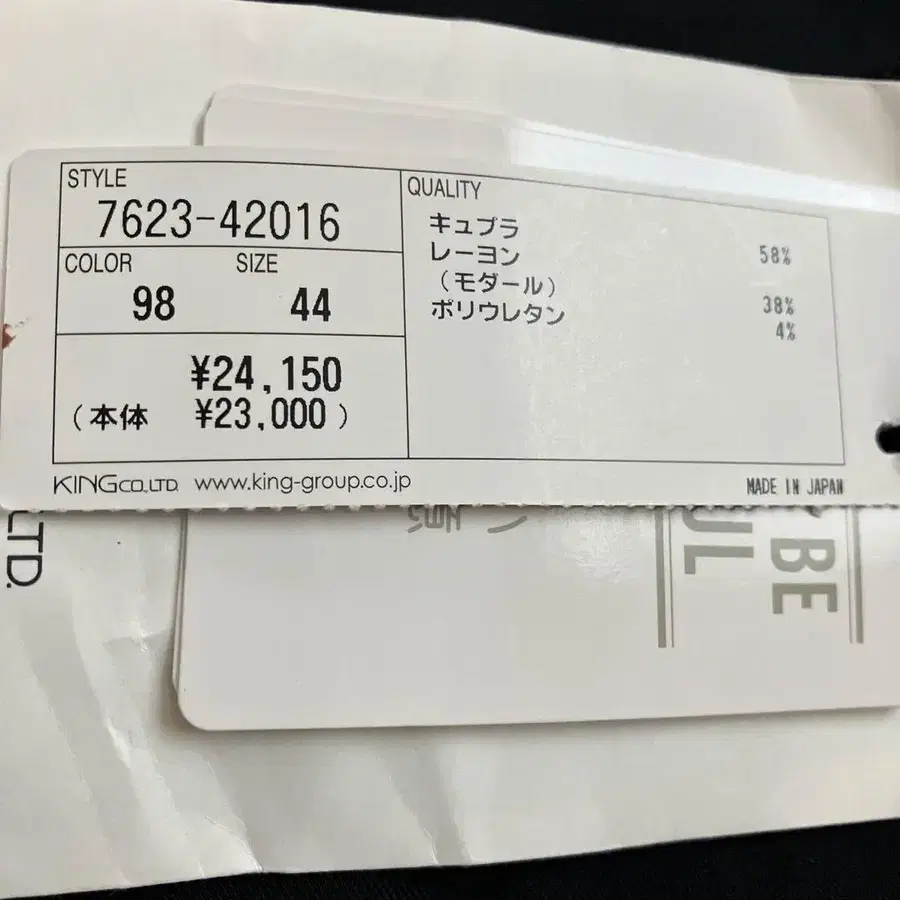 STYLE
7623-42016
COLOR SIZE
98 44
¥24,150
(本体 ¥23,000)
QUALITY
キュプラ 58%
レーヨン
(モダール) 38%
ポリウレタン 4%
KING CO.,LTD. www.king-group.co.jp
MADE IN JAPAN
LTD.
BE
UL